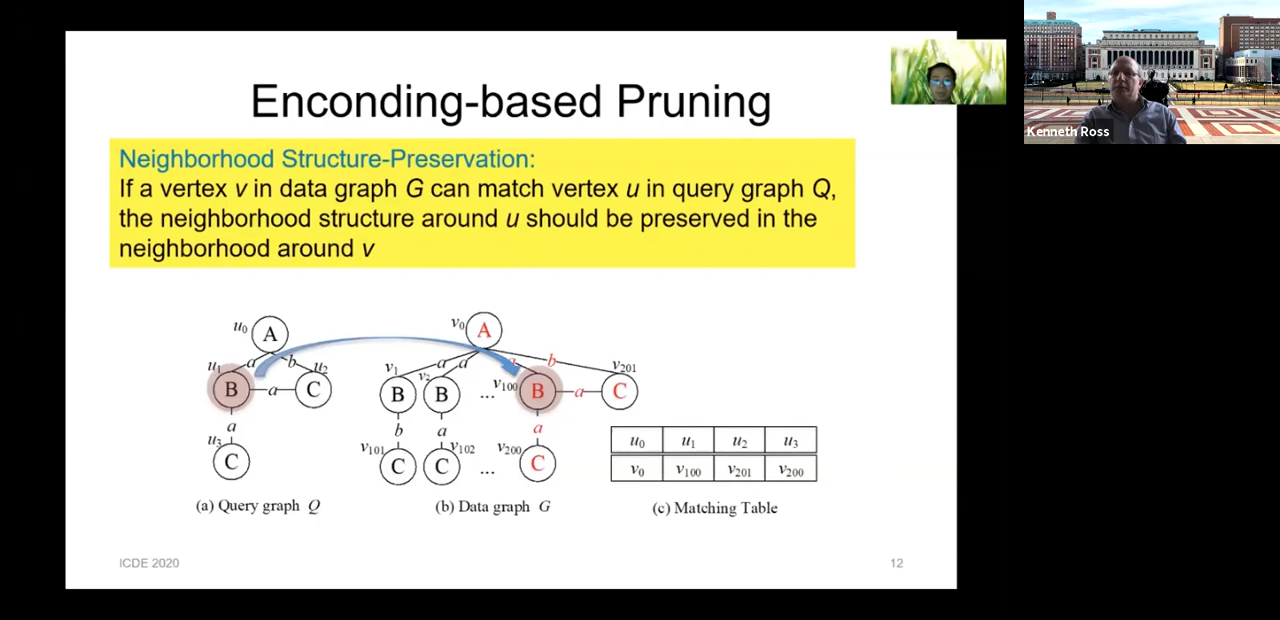 Enconding-based Pruning
Kenneth Ross
Neighborhood Structure-Preservation:
If a vertex v in data graph G can match vertex u in query graph Q,
the neighborhood structure around u should be preserved in the
neighborhood around v
u0 A
u1 a b u2
B a C
a
u3
C
(a) Query graph Q
v0 A
v1 a v2 a a b v201
B B ... v100 B a C
b a a
v101 C C v102 ... v200 C
(b) Data graph G
u0 u1 u2 u3
v0 v100 v201 v200
(c) Matching Table
ICDE 2020
12